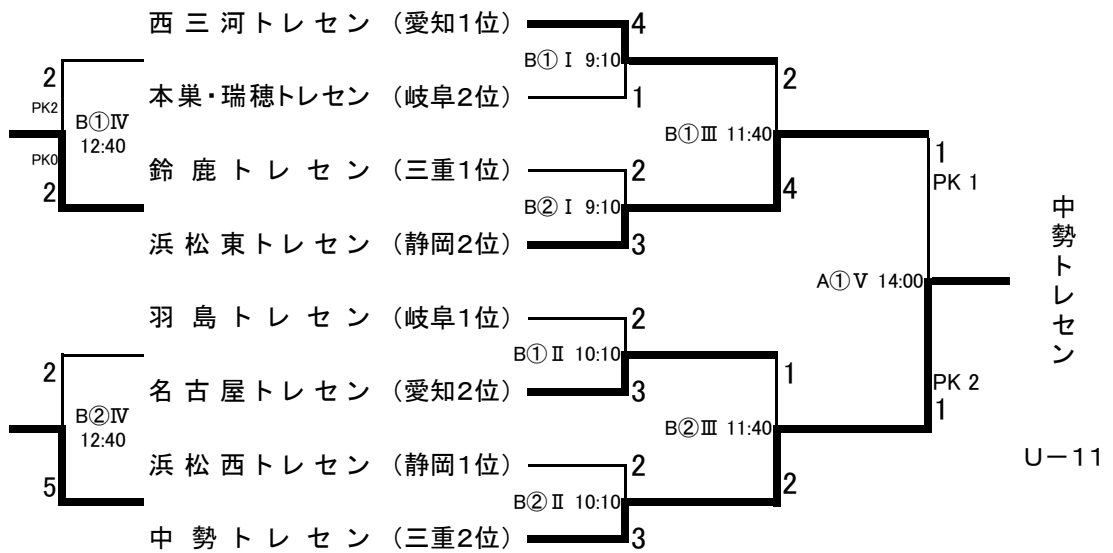 西三河トレセン (愛知1位) 4
B①Ⅰ 9:10
2
2
本巣・瑞穂トレセン (岐阜2位) 1
PK2
B①Ⅳ
12:40
B①Ⅲ 11:40
PK0
1
鈴鹿トレセン (三重1位) 2
PK 1
2
4
B②Ⅰ 9:10
浜松東トレセン (静岡2位) 3
A①Ⅴ 14:00
中勢トレセン
羽島トレセン (岐阜1位) 2
B①Ⅱ 10:10
2
1
名古屋トレセン (愛知2位) 3
PK 2
1
B②Ⅳ
12:40
B②Ⅲ 11:40
浜松西トレセン (静岡1位) 2
U-11
5
2
B②Ⅱ 10:10
中勢トレセン (三重2位) 3